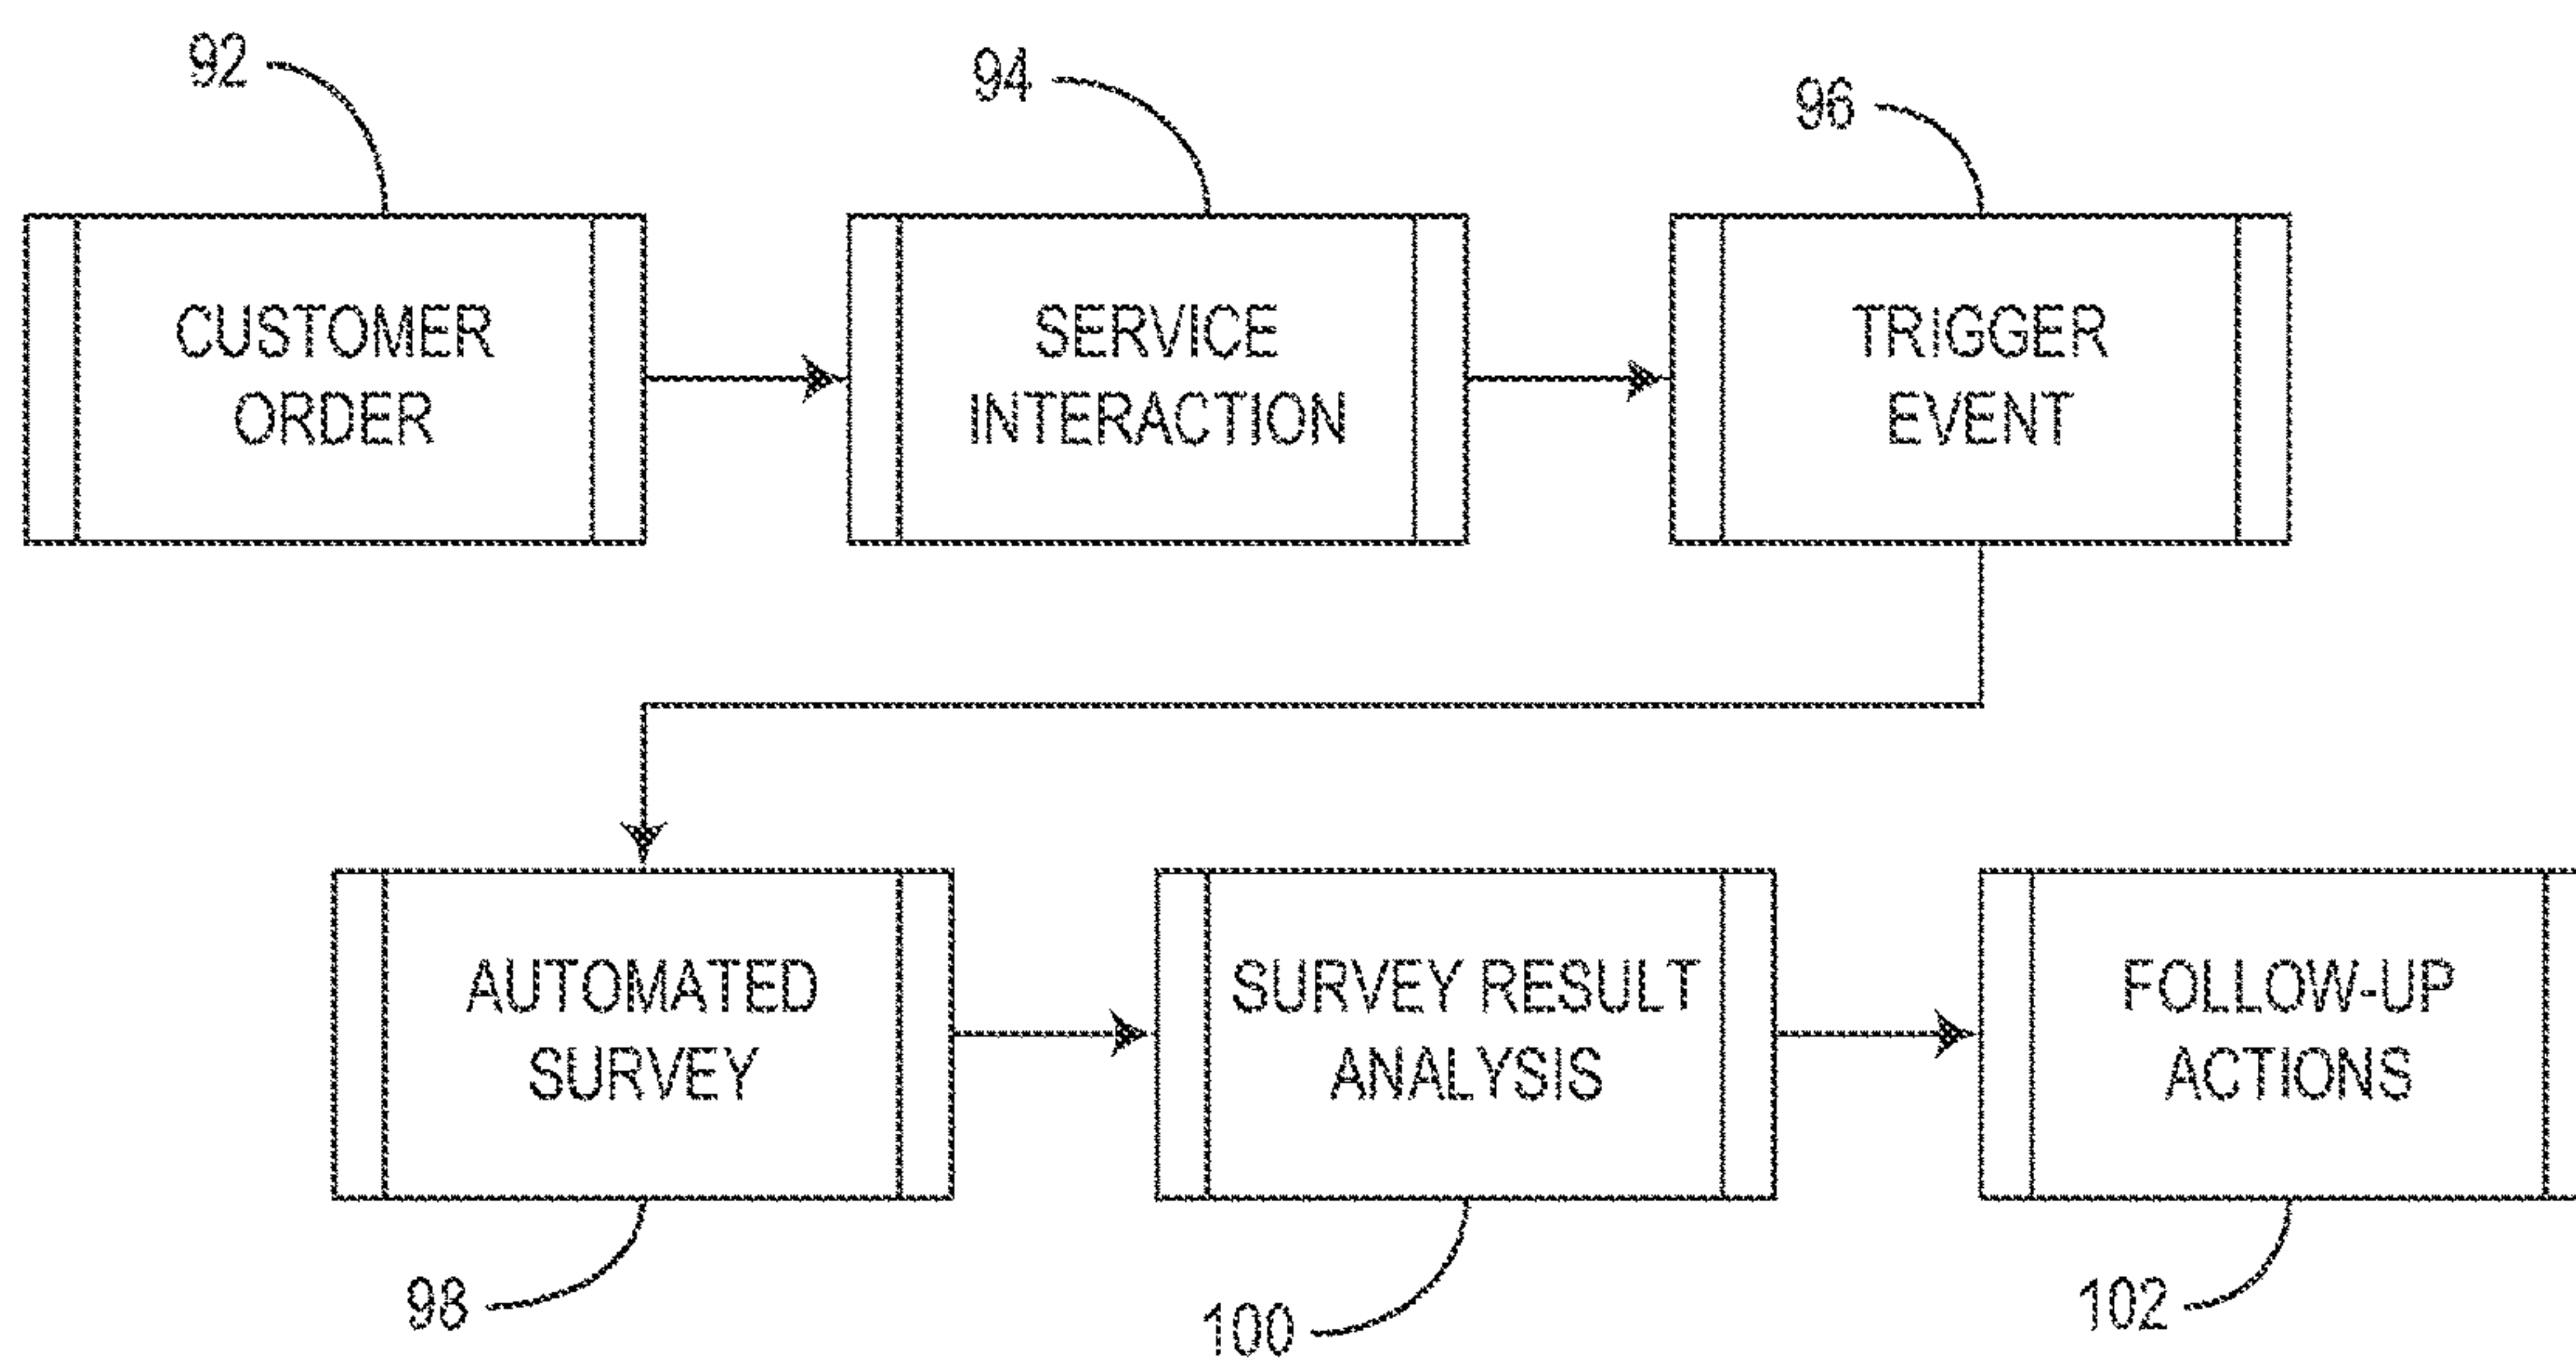 92
94
96
CUSTOMER
ORDER
SERVICE
INTERACTION
TRIGGER
EVENT
AUTOMATED
SURVEY
SURVEY RESULT
ANALYSIS
FOLLOW-UP
ACTIONS
98
100
102